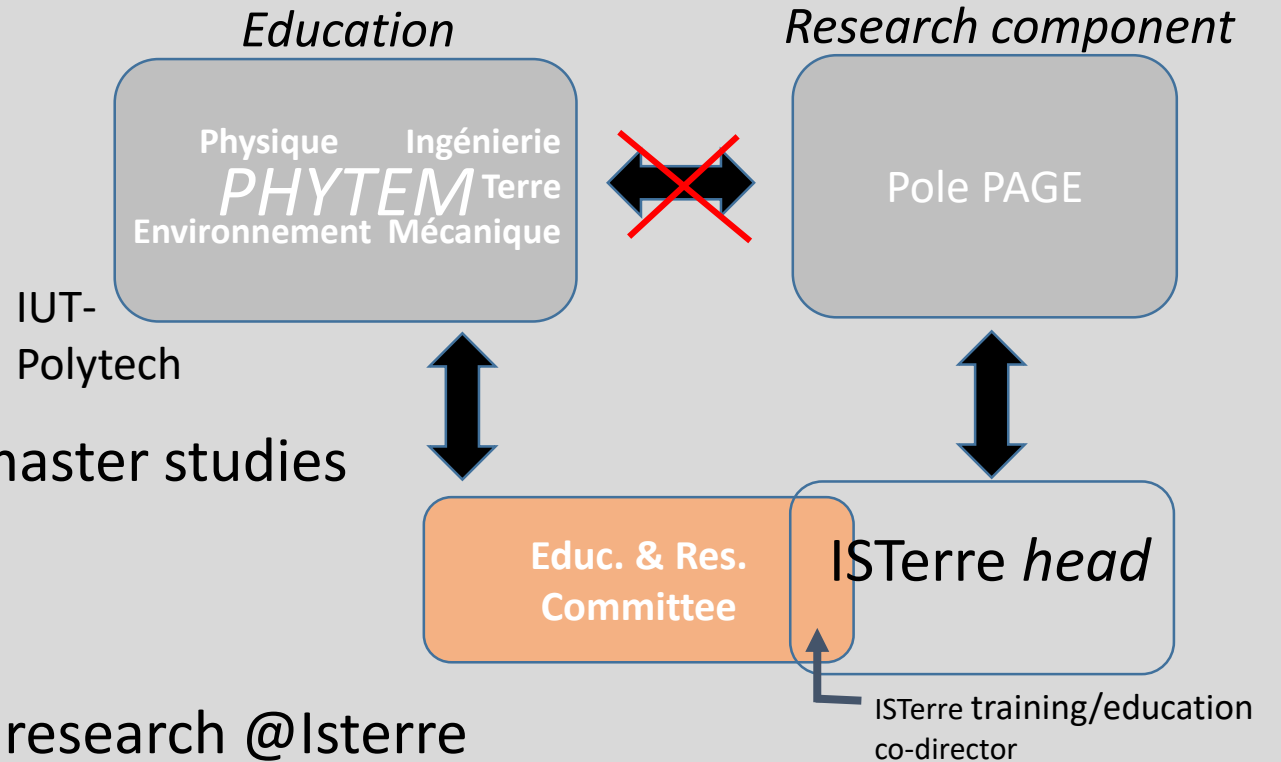 Education
Research component
Physique Ingénierie
PHYTEM Terre
Environnement Mécanique
Pole PAGE
IUT-
Polytech
master studies
Educ. & Res.
Committee
ISTerre head
ISTerre training/education
co-director
research @Isterre